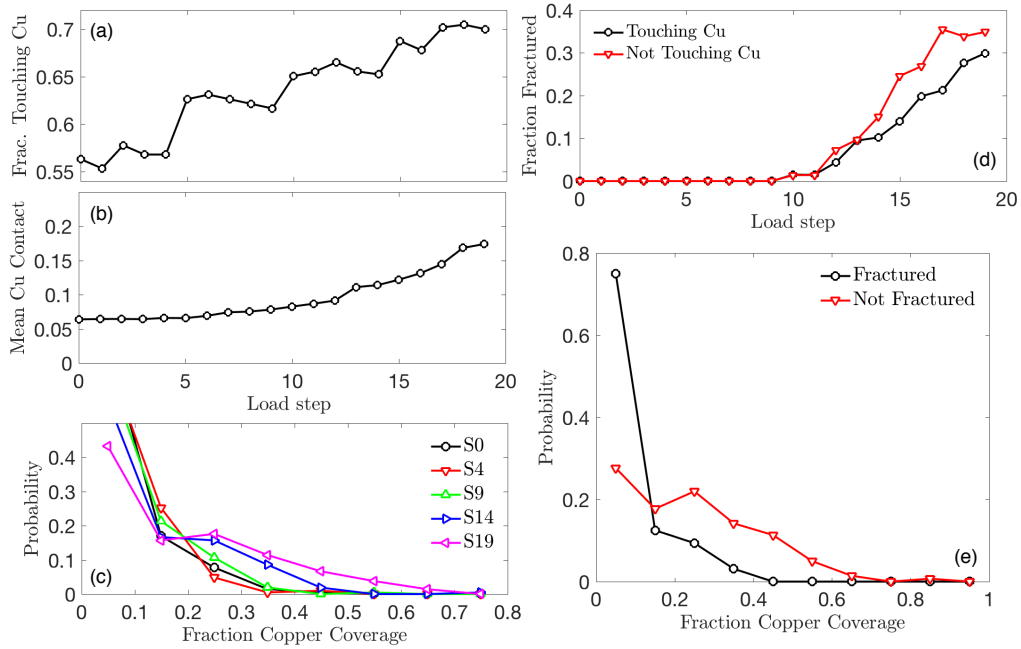 (a)
Frac. Touching Cu
0.7
0.65
0.6
0.55
(b)
Mean Cu Contact
0.2
0.15
0.1
0.05
0
0 5 10 15 20
Load step
(c)
Probability
0.4
0.3
0.2
0.1
0
0 0.1 0.2 0.3 0.4 0.5 0.6 0.7 0.8
Fraction Copper Coverage
S0
S4
S9
S14
S19
Fraction Fractured
0.4
0.3
0.2
0.1
0
Touching Cu
Not Touching Cu
(d)
0 5 10 15 20
Load step
Probability
0.8
0.6
0.4
0.2
0
Fractured
Not Fractured
(e)
0 0.2 0.4 0.6 0.8 1
Fraction Copper Coverage